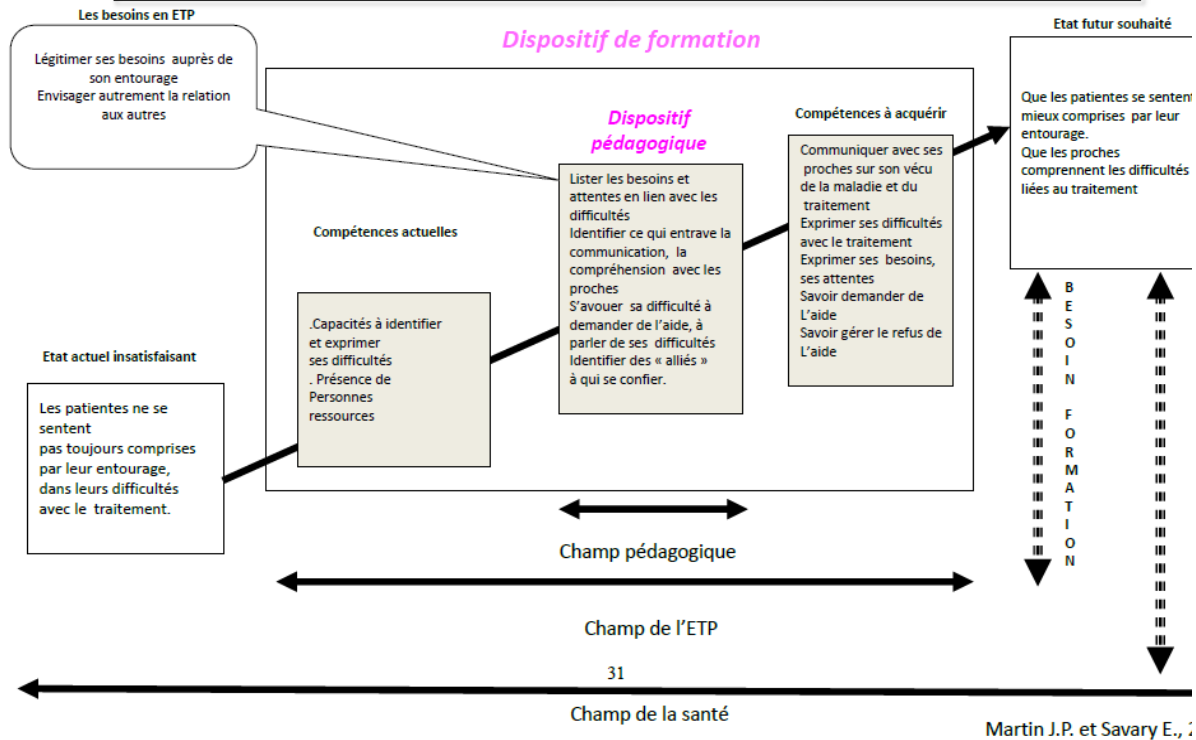 Les besoins en ETP
Légitimer ses besoins auprès de
son entourage
Envisager autrement la relation
aux autres
Dispositif de formation
Etat futur souhaité
Que les patientes se sentent
mieux comprises par leur
entourage.
Que les proches
comprennent les difficultés
liées au traitement
Compétences à acquérir
Communiquer avec ses
proches sur son vécu
de la maladie et du
traitement
Exprimer ses difficultés
avec le traitement
Exprimer ses besoins,
ses attentes
Savoir demander de
L'aide
Savoir gérer le refus de
L'aide
Dispositif
pédagogique
Lister les besoins et
attentes en lien avec les
difficultés
Identifier ce qui entrave la
communication, la
compréhension avec les
proches
S'avouer sa difficulté à
demander de l'aide, à
parler de ses difficultés
Identifier des « alliés »
à qui se confier.
Compétences actuelles
.Capacités à identifier
et exprimer
ses difficultés
. Présence de
Personnes
ressources
Etat actuel insatisfaisant
Les patientes ne se
sentent
pas toujours comprises
par leur entourage,
dans leurs difficultés
avec le traitement.
BESOIN FORMATION
Champ pédagogique
Champ de l'ETP
31
Champ de la santé
Martin J.P. et Savary E., 2